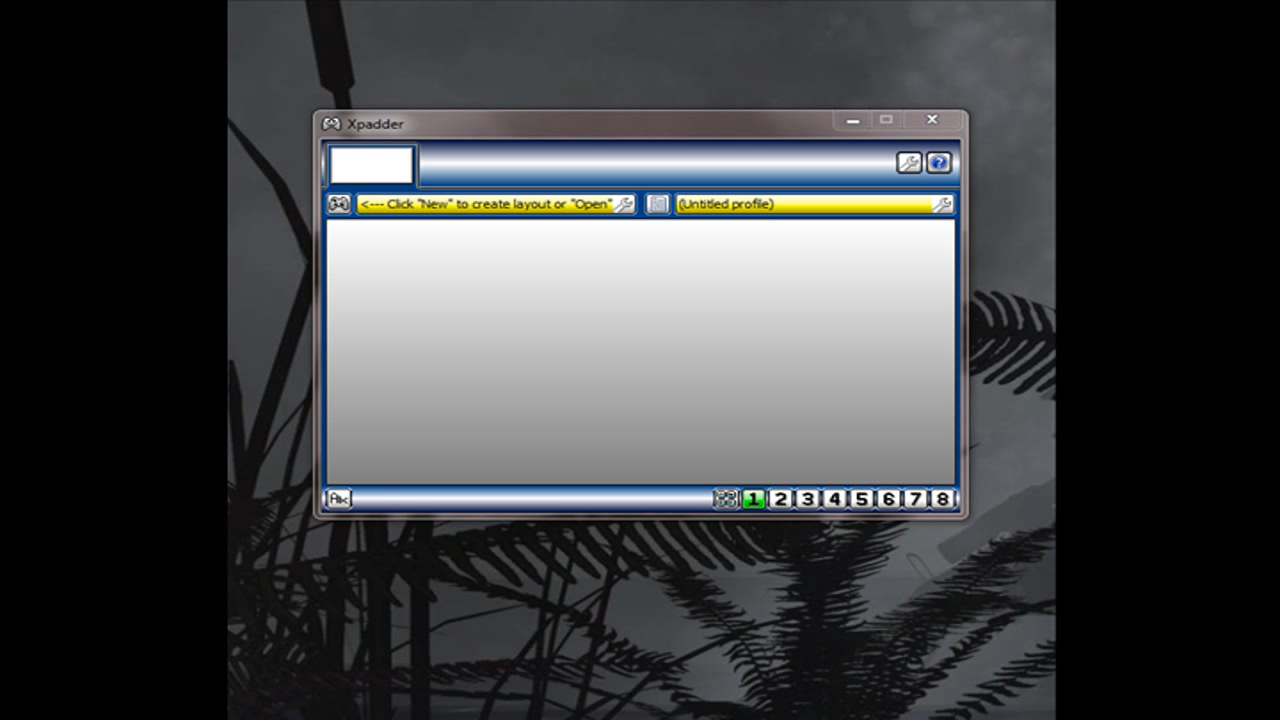 Xpadder
<--- Click "New" to create layout or "Open"
(Untitled profile)
1 2 3 4 5 6 7 8